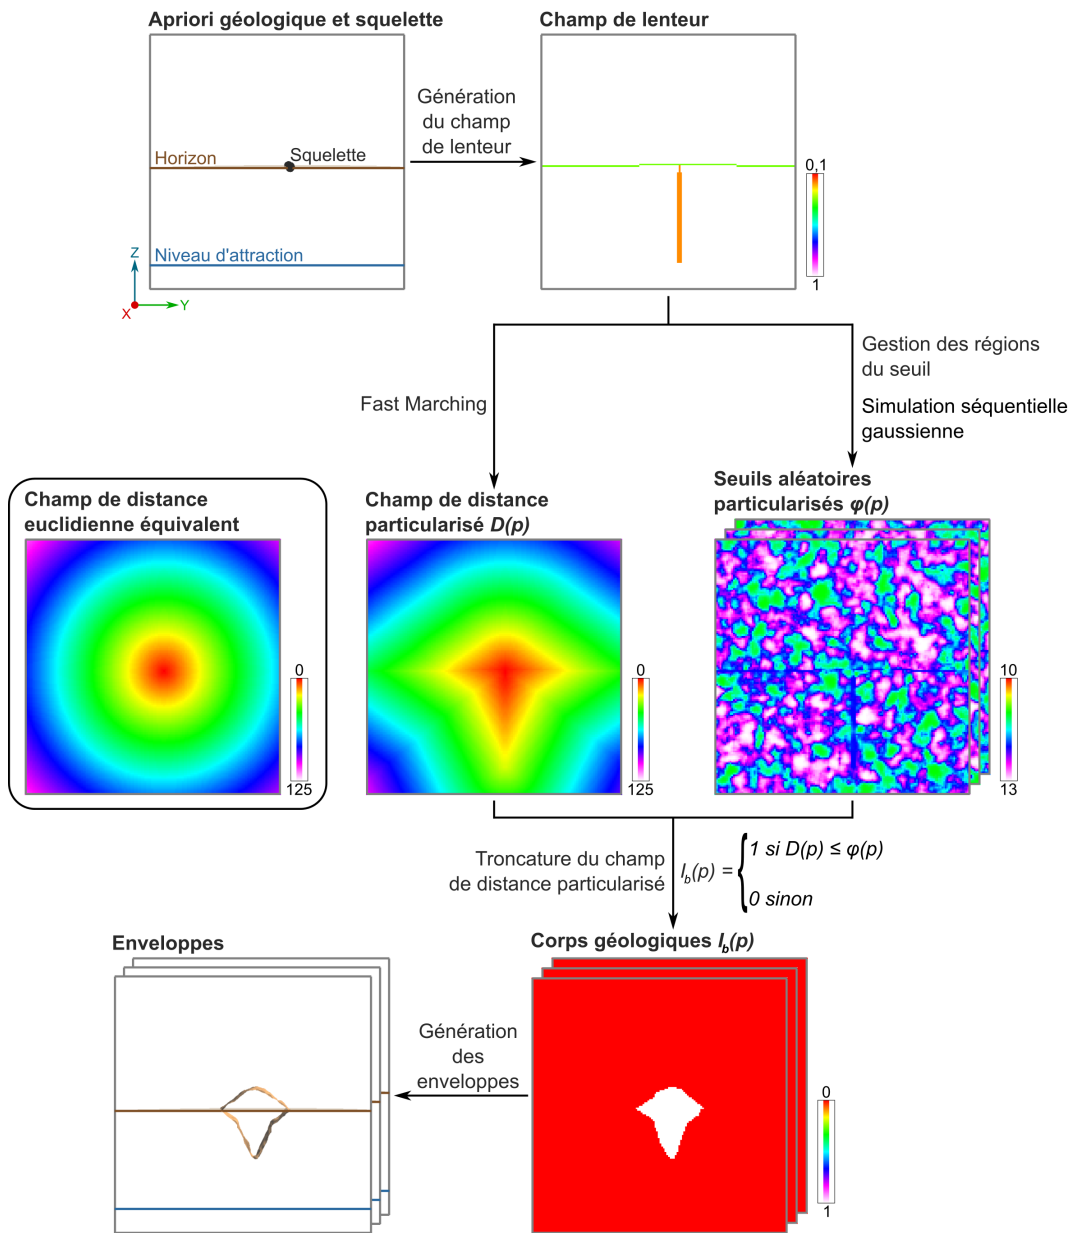 Apriori géologique et squelette
Champ de lenteur
Génération
du champ
de lenteur
Horizon
Squelette
Niveau d'attraction
Z
Y
X
0,1
1
Gestion des régions
du seuil
Fast Marching
Simulation séquentielle
gaussienne
Champ de distance
euclidienne équivalent
Champ de distance
particularisé D(p)
Seuils aléatoires
particularisés φ(p)
0
125
0
125
10
13
Troncature du champ
de distance particularisé
I_b(p) = {
1 si D(p) ≤ φ(p)
0 sinon
Enveloppes
Corps géologiques I_b(p)
Génération
des
enveloppes
0
1